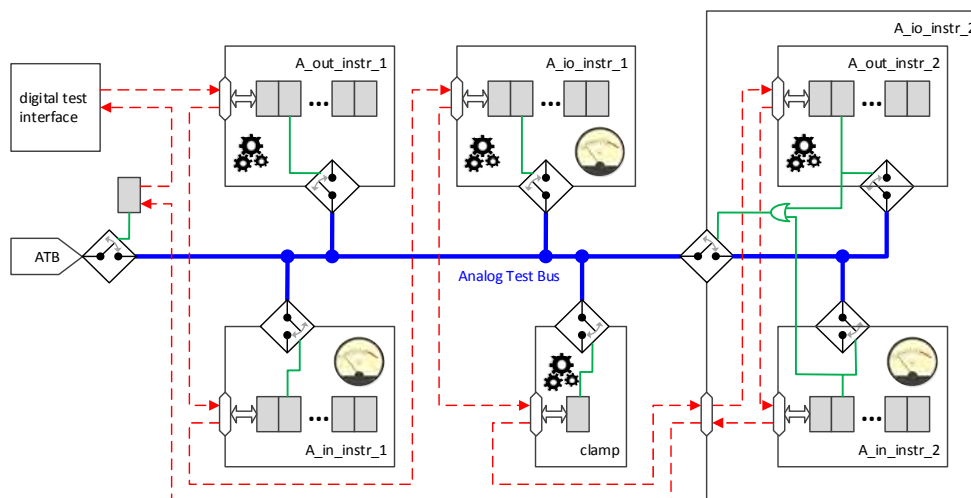 A_io_instr_2
A_out_instr_1
A_io_instr_1
A_out_instr_2
digital test
interface
ATB
Analog Test Bus
A_in_instr_1
clamp
A_in_instr_2